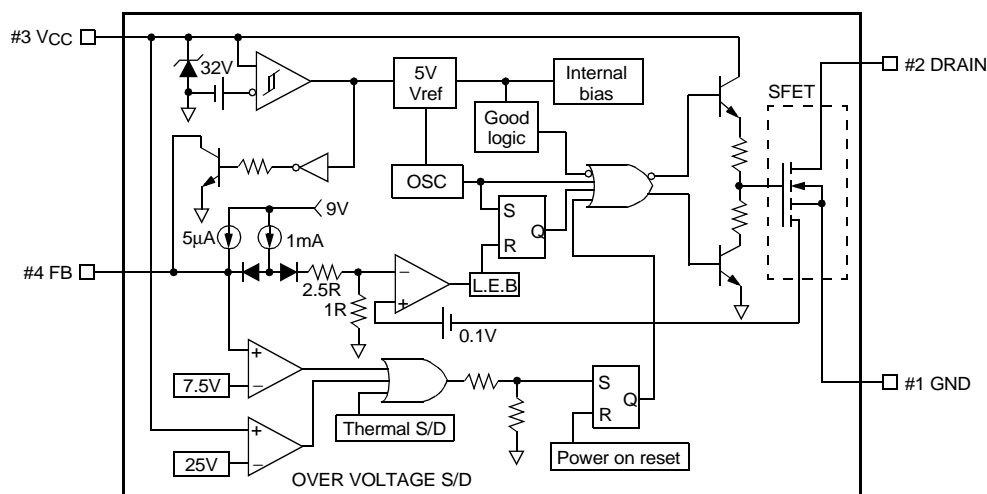 #3 VCC
32V
5V
Vref
Internal
bias
#2 DRAIN
SFET
Good
logic
OSC
9V
5μA
1mA
S
R
Q
#4 FB
2.5R
1R
−
+
L.E.B
0.1V
+
7.5V
−
S
R
Q
#1 GND
Thermal S/D
+
25V
−
Power on reset
OVER VOLTAGE S/D